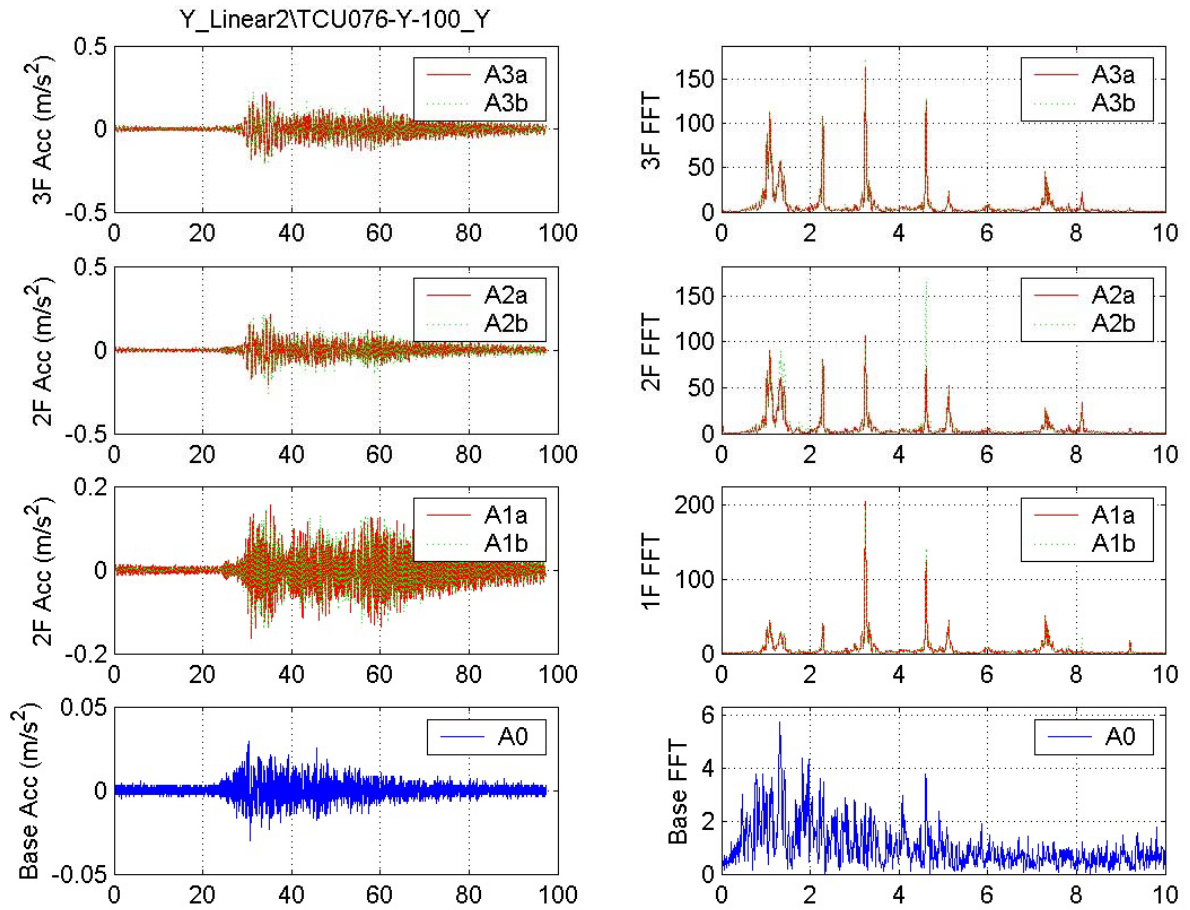 Y_Linear2\TCU076-Y-100_Y
3F Acc (m/s²)
0.5
0
-0.5
0 20 40 60 80 100
A3a
A3b
3F FFT
150
100
50
0
0 2 4 6 8 10
A3a
A3b
2F Acc (m/s²)
0.5
0
-0.5
0 20 40 60 80 100
A2a
A2b
2F FFT
150
100
50
0
0 2 4 6 8 10
A2a
A2b
2F Acc (m/s²)
0.2
0
-0.2
0 20 40 60 80 100
A1a
A1b
1F FFT
200
100
0
0 2 4 6 8 10
A1a
A1b
Base Acc (m/s²)
0.05
0
-0.05
0 20 40 60 80 100
A0
Base FFT
6
4
2
0
0 2 4 6 8 10
A0